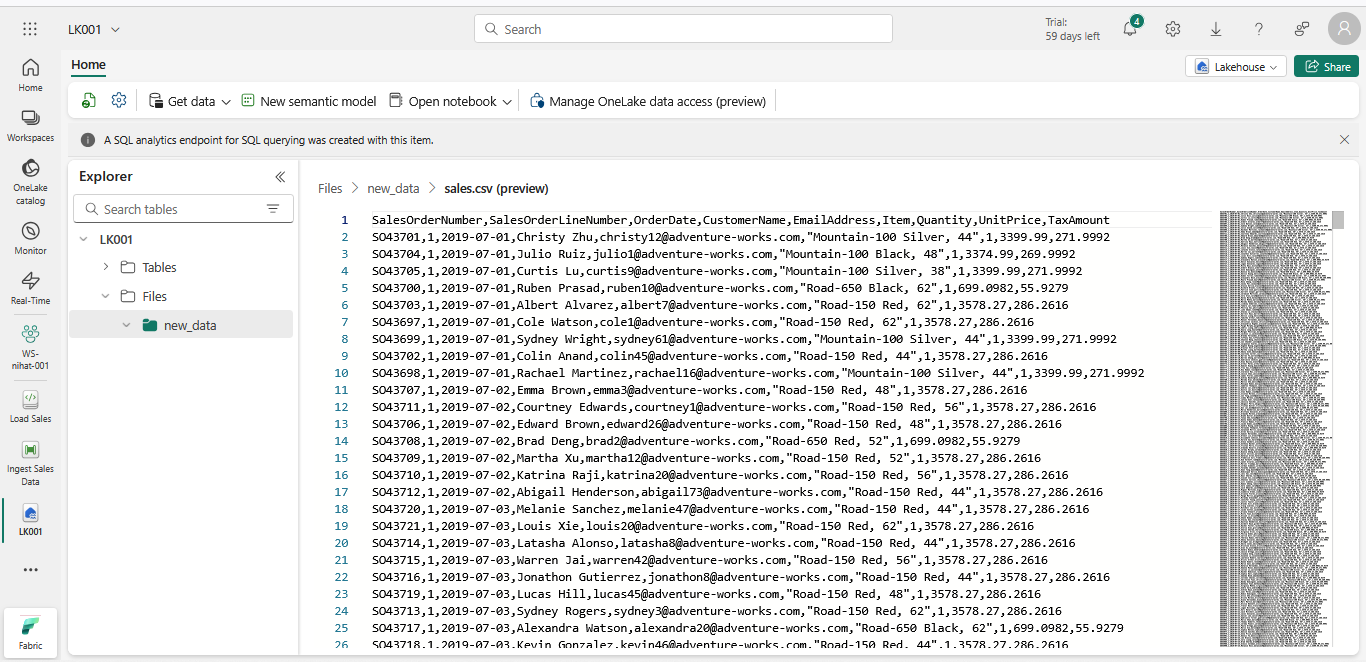 LK001
Search
Trial:
59 days left
4
Home
Lakehouse
Share
Get data
New semantic model
Open notebook
Manage OneLake data access (preview)
A SQL analytics endpoint for SQL querying was created with this item.
Home
Workspaces
OneLake
catalog
Monitor
Real-Time
WS-
nihat-001
Load Sales
Ingest Sales
Data
LK001
Fabric
Explorer
Search tables
LK001
Tables
Files
new_data
Files > new_data > sales.csv (preview)
1 SalesOrderNumber,SalesOrderLineNumber,OrderDate,CustomerName,EmailAddress,Item,Quantity,UnitPrice,TaxAmount
2 SO43701,1,2019-07-01,Christy Zhu,christy12@adventure-works.com,"Mountain-100 Silver, 44",1,3399.99,271.9992
3 SO43704,1,2019-07-01,Julio Ruiz,julio1@adventure-works.com,"Mountain-100 Black, 48",1,3374.99,269.9992
4 SO43705,1,2019-07-01,Curtis Lu,curtis9@adventure-works.com,"Mountain-100 Silver, 38",1,3399.99,271.9992
5 SO43700,1,2019-07-01,Ruben Prasad,ruben10@adventure-works.com,"Road-650 Black, 62",1,699.0982,55.9279
6 SO43703,1,2019-07-01,Albert Alvarez,albert7@adventure-works.com,"Road-150 Red, 62",1,3578.27,286.2616
7 SO43697,1,2019-07-01,Cole Watson,cole1@adventure-works.com,"Road-150 Red, 62",1,3578.27,286.2616
8 SO43699,1,2019-07-01,Sydney Wright,sydney61@adventure-works.com,"Mountain-100 Silver, 44",1,3399.99,271.9992
9 SO43702,1,2019-07-01,Colin Anand,colin45@adventure-works.com,"Road-150 Red, 44",1,3578.27,286.2616
10 SO43698,1,2019-07-01,Rachael Martinez,rachael16@adventure-works.com,"Mountain-100 Silver, 44",1,3399.99,271.9992
11 SO43707,1,2019-07-02,Emma Brown,emma3@adventure-works.com,"Road-150 Red, 48",1,3578.27,286.2616
12 SO43711,1,2019-07-02,Courtney Edwards,courtney1@adventure-works.com,"Road-150 Red, 56",1,3578.27,286.2616
13 SO43706,1,2019-07-02,Edward Brown,edward26@adventure-works.com,"Road-150 Red, 48",1,3578.27,286.2616
14 SO43708,1,2019-07-02,Brad Deng,brad2@adventure-works.com,"Road-650 Red, 52",1,699.0982,55.9279
15 SO43709,1,2019-07-02,Martha Xu,martha12@adventure-works.com,"Road-150 Red, 52",1,3578.27,286.2616
16 SO43710,1,2019-07-02,Katrina Raji,katrina20@adventure-works.com,"Road-150 Red, 56",1,3578.27,286.2616
17 SO43712,1,2019-07-02,Abigail Henderson,abigail73@adventure-works.com,"Road-150 Red, 44",1,3578.27,286.2616
18 SO43720,1,2019-07-03,Melanie Sanchez,melanie47@adventure-works.com,"Road-150 Red, 44",1,3578.27,286.2616
19 SO43721,1,2019-07-03,Louis Xie,louis20@adventure-works.com,"Road-150 Red, 62",1,3578.27,286.2616
20 SO43714,1,2019-07-03,Latasha Alonso,latasha8@adventure-works.com,"Road-150 Red, 44",1,3578.27,286.2616
21 SO43715,1,2019-07-03,Warren Jai,warren42@adventure-works.com,"Road-150 Red, 56",1,3578.27,286.2616
22 SO43716,1,2019-07-03,Jonathon Gutierrez,jonathon8@adventure-works.com,"Road-150 Red, 44",1,3578.27,286.2616
23 SO43719,1,2019-07-03,Lucas Hill,lucas45@adventure-works.com,"Road-150 Red, 48",1,3578.27,286.2616
24 SO43713,1,2019-07-03,Sydney Rogers,sydney3@adventure-works.com,"Road-150 Red, 62",1,3578.27,286.2616
25 SO43717,1,2019-07-03,Alexandra Watson,alexandra20@adventure-works.com,"Road-650 Black, 62",1,699.0982,55.9279
26 SO43718,1,2019-07-03,Kevin Gonzalez,kevin46@adventure-works.com,"Road-150 Red, 44",1,3578.27,286.2616